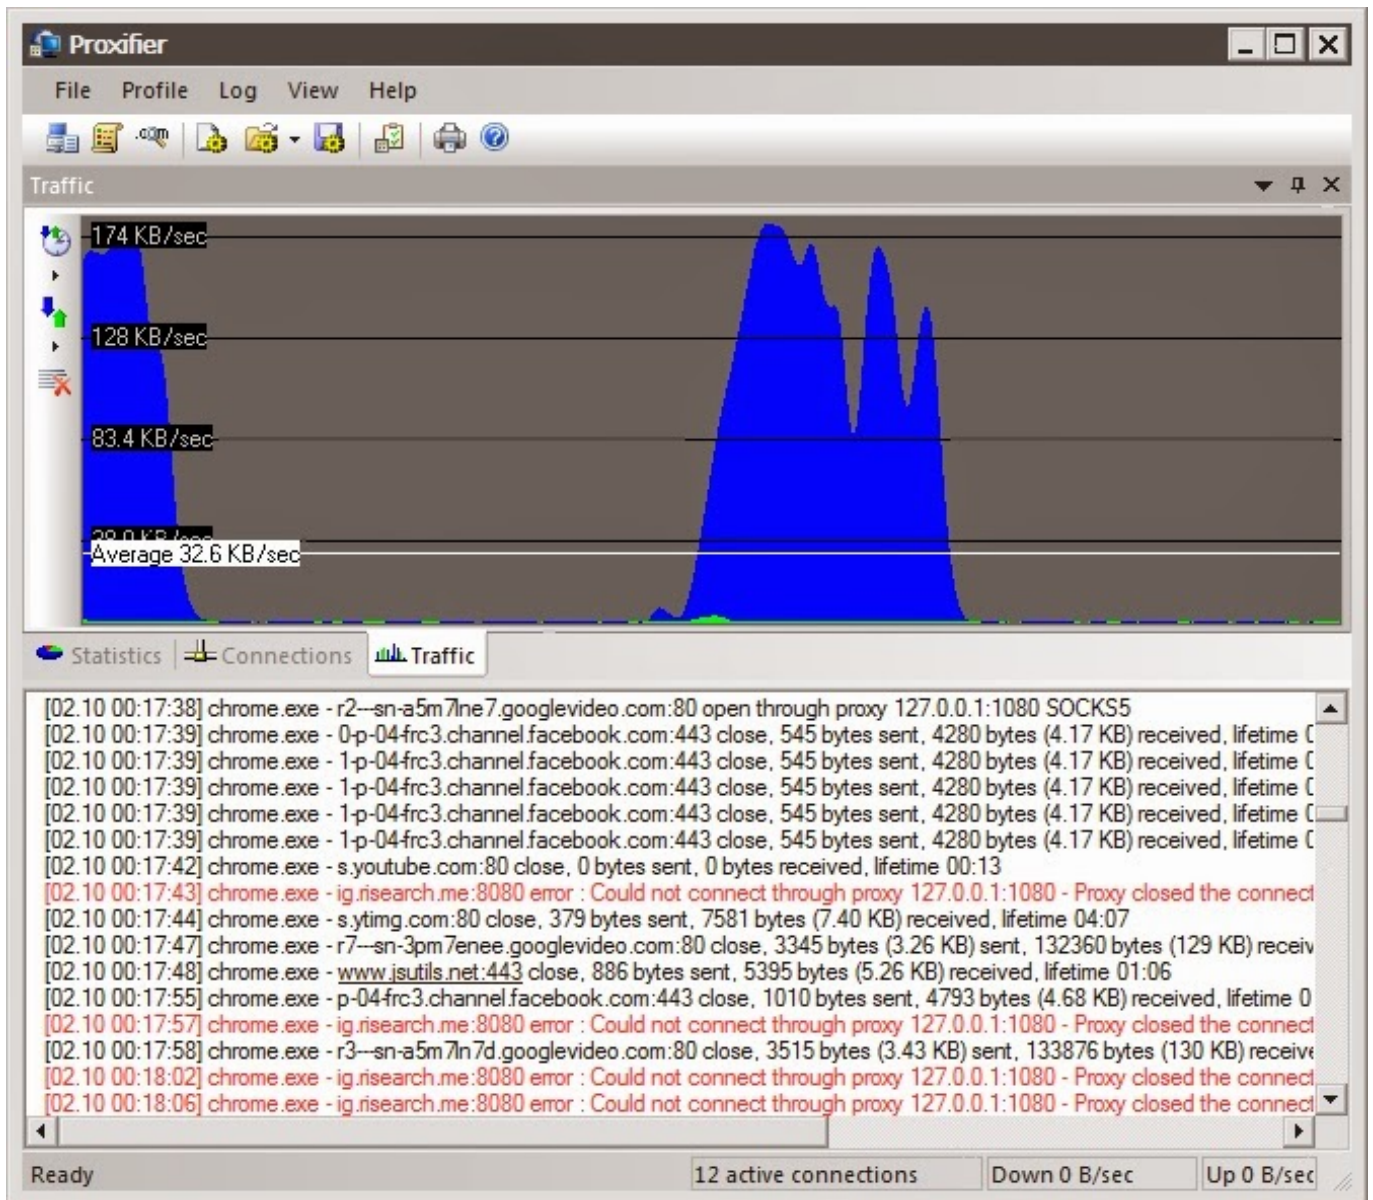 Proxifier
File Profile Log View Help
Traffic
174 KB/sec
128 KB/sec
83.4 KB/sec
Average 32.6 KB/sec
Statistics Connections Traffic
[02.10 00:17:38] chrome.exe - r2---sn-a5m7lne7.googlevideo.com:80 open through proxy 127.0.0.1:1080 SOCKS5
[02.10 00:17:39] chrome.exe - 0-p-04-frc3.channel.facebook.com:443 close, 545 bytes sent, 4280 bytes (4.17 KB) received, lifetime
[02.10 00:17:39] chrome.exe - 1-p-04-frc3.channel.facebook.com:443 close, 545 bytes sent, 4280 bytes (4.17 KB) received, lifetime
[02.10 00:17:39] chrome.exe - 1-p-04-frc3.channel.facebook.com:443 close, 545 bytes sent, 4280 bytes (4.17 KB) received, lifetime
[02.10 00:17:39] chrome.exe - 1-p-04-frc3.channel.facebook.com:443 close, 545 bytes sent, 4280 bytes (4.17 KB) received, lifetime
[02.10 00:17:39] chrome.exe - 1-p-04-frc3.channel.facebook.com:443 close, 545 bytes sent, 4280 bytes (4.17 KB) received, lifetime
[02.10 00:17:42] chrome.exe - s.youtube.com:80 close, 0 bytes sent, 0 bytes received, lifetime 00:13
[02.10 00:17:43] chrome.exe - ig.risearch.me:8080 error : Could not connect through proxy 127.0.0.1:1080 - Proxy closed the connect
[02.10 00:17:44] chrome.exe - s.ytimg.com:80 close, 379 bytes sent, 7581 bytes (7.40 KB) received, lifetime 04:07
[02.10 00:17:47] chrome.exe - r7---sn-3pm7enee.googlevideo.com:80 close, 3345 bytes (3.26 KB) sent, 132360 bytes (129 KB) receiv
[02.10 00:17:48] chrome.exe - www.jsutils.net:443 close, 886 bytes sent, 5395 bytes (5.26 KB) received, lifetime 01:06
[02.10 00:17:55] chrome.exe - p-04-frc3.channel.facebook.com:443 close, 1010 bytes sent, 4793 bytes (4.68 KB) received, lifetime 0
[02.10 00:17:57] chrome.exe - ig.risearch.me:8080 error : Could not connect through proxy 127.0.0.1:1080 - Proxy closed the connect
[02.10 00:17:58] chrome.exe - r3---sn-a5m7ln7d.googlevideo.com:80 close, 3515 bytes (3.43 KB) sent, 133876 bytes (130 KB) receive
[02.10 00:18:02] chrome.exe - ig.risearch.me:8080 error : Could not connect through proxy 127.0.0.1:1080 - Proxy closed the connect
[02.10 00:18:06] chrome.exe - ig.risearch.me:8080 error : Could not connect through proxy 127.0.0.1:1080 - Proxy closed the connect
Ready 12 active connections Down 0 B/sec Up 0 B/sec